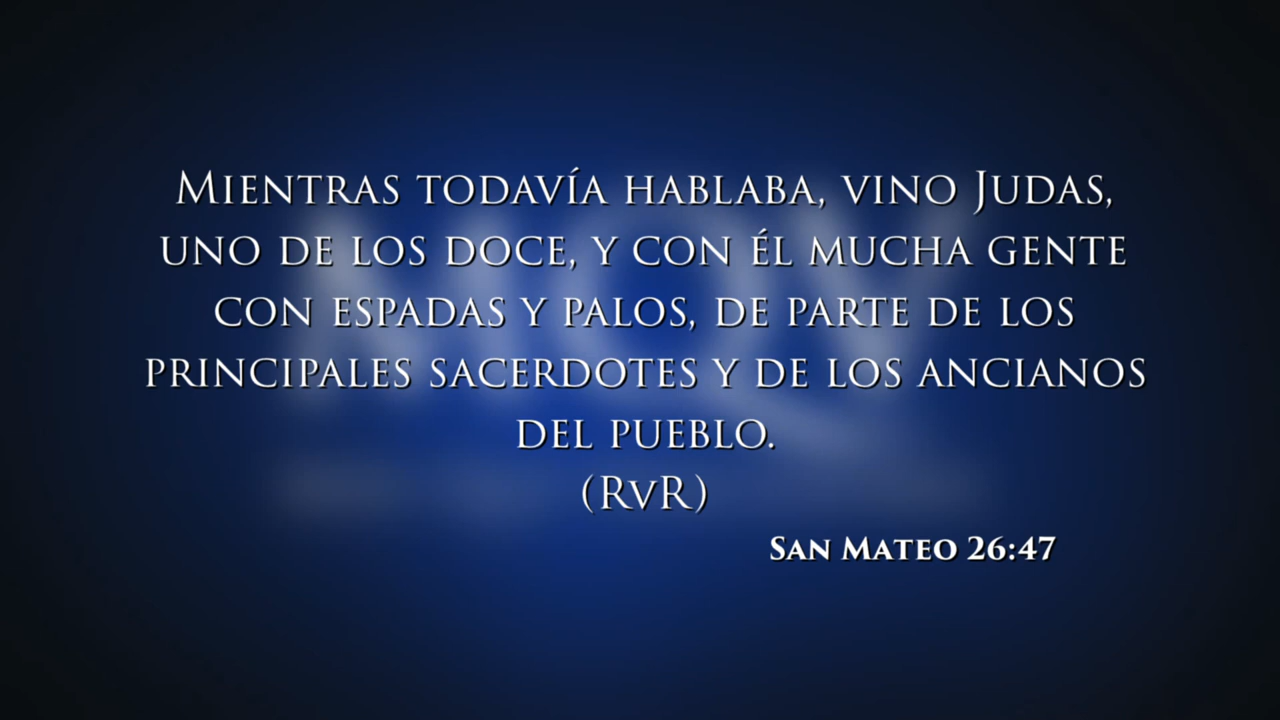 Mientras todavía hablaba, vino Judas,
uno de los doce, y con él mucha gente
con espadas y palos, de parte de los
principales sacerdotes y de los ancianos
del pueblo.
(RvR)
San Mateo 26:47